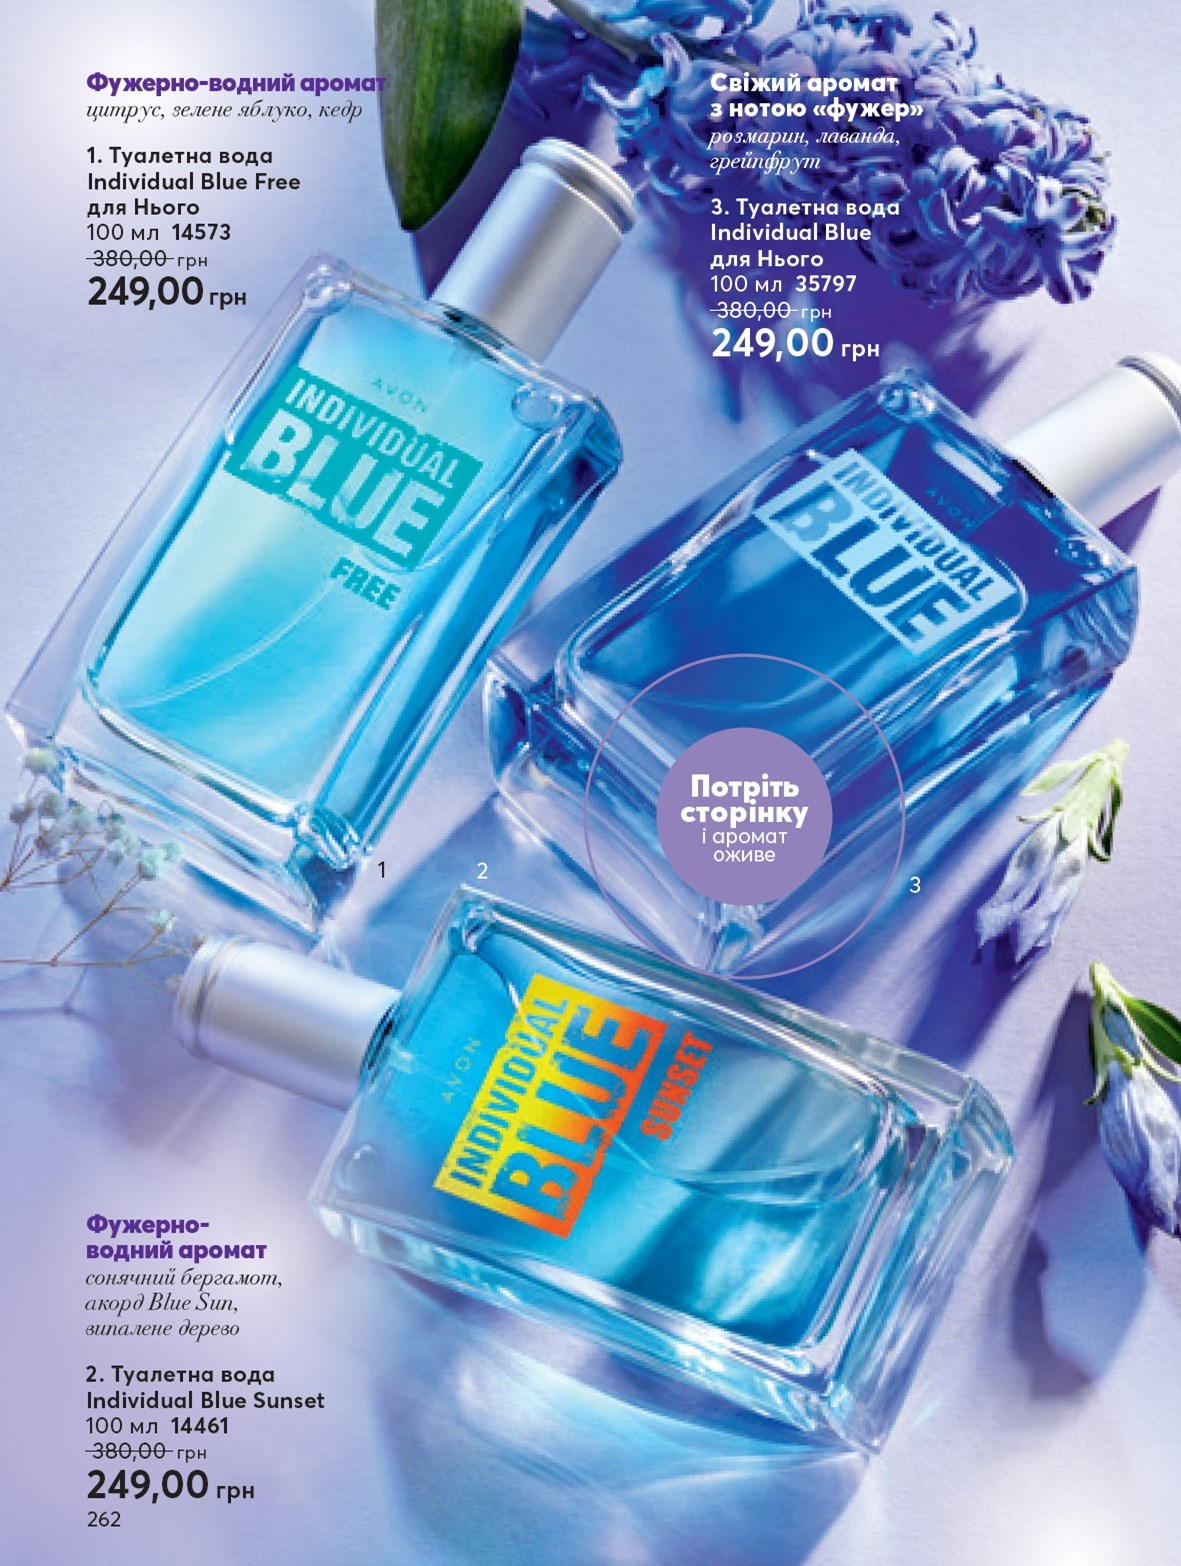 Фужерно-водний аромат
цитрус, зелене яблуко, кедр
1. Туалетна вода
Individual Blue Free
для Нього
100 мл 14573
380,00 грн
249,00 грн
Свіжий аромат
з нотою «фужер»
розмарин, лаванда,
грейпфрут
3. Туалетна вода
Individual Blue
для Нього
100 мл 35797
380,00 грн
249,00 грн
AVON
INDIVIDUAL
BLUE
FREE
AVON
INDIVIDUAL
BLUE
Потріть
сторінку
і аромат
оживе
1
2
3
AVON
INDIVIDUAL
BLUE
SUNSET
Фужерно-
водний аромат
сонячний бергамот,
акорд Blue Sun,
випалене дерево
2. Туалетна вода
Individual Blue Sunset
100 мл 14461
380,00 грн
249,00 грн
262